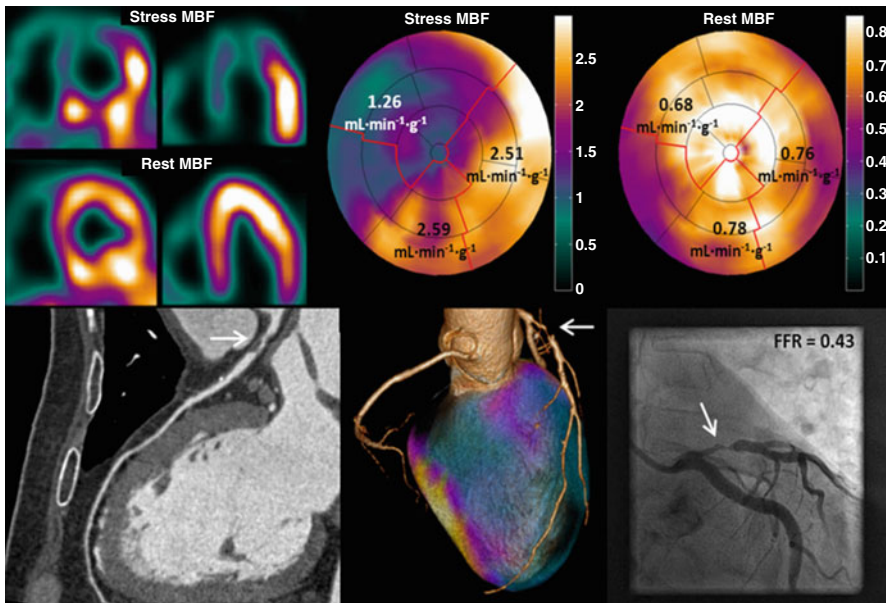 Stress MBF
Rest MBF
Stress MBF
1.26
mL·min⁻¹·g⁻¹
2.51
mL·min⁻¹·g⁻¹
2.59
mL·min⁻¹·g⁻¹
2.5
2
1.5
1
0.5
0
Rest MBF
0.68
mL·min⁻¹·g⁻¹
0.76
mL·min⁻¹·g⁻¹
0.78
mL·min⁻¹·g⁻¹
0.8
0.7
0.6
0.5
0.4
0.3
0.2
0.1
FFR = 0.43